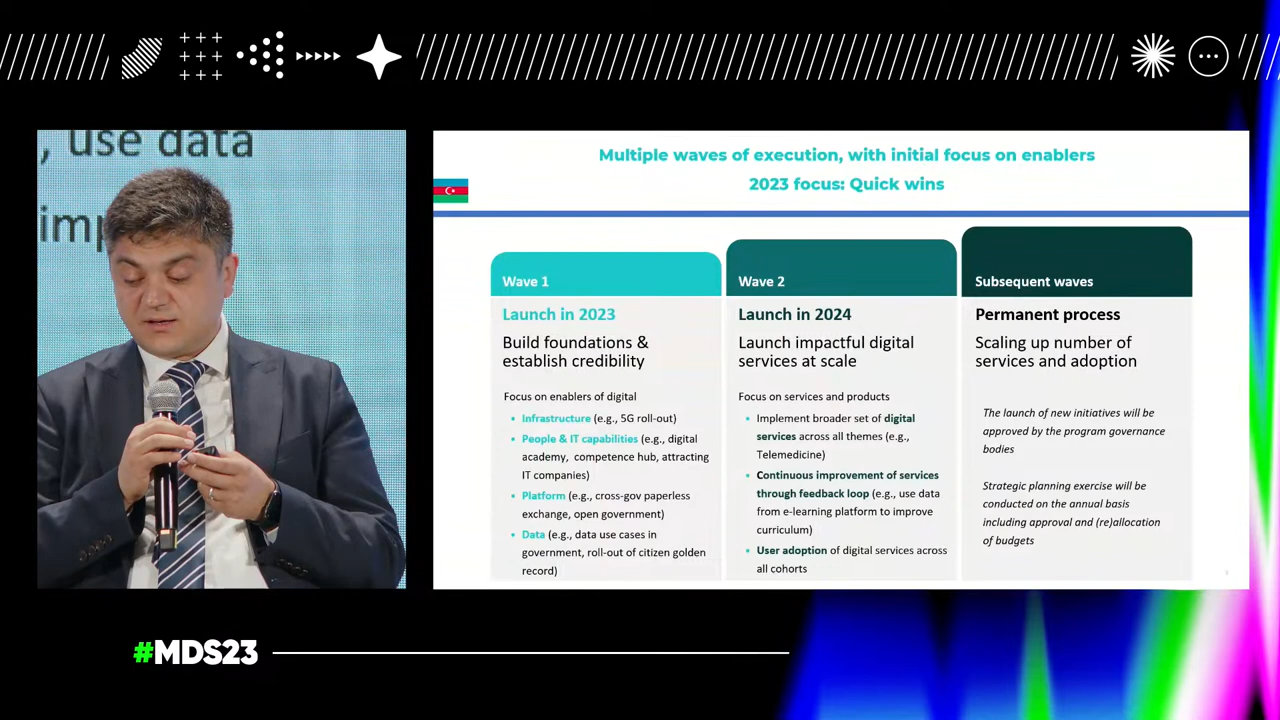 , use data
Multiple waves of execution, with initial focus on enablers
2023 focus: Quick wins
Wave 1
Launch in 2023
Build foundations &
establish credibility
Focus on enablers of digital
• Infrastructure (e.g., 5G roll-out)
• People & IT capabilities (e.g., digital
academy, competence hub, attracting
IT companies)
• Platform (e.g., cross-gov paperless
exchange, open government)
• Data (e.g., data use cases in
government, roll-out of citizen golden
record)
Wave 2
Launch in 2024
Launch impactful digital
services at scale
Focus on services and products
• Implement broader set of digital
services across all themes (e.g.,
Telemedicine)
• Continuous improvement of services
through feedback loop (e.g., use data
from e-learning platform to improve
curriculum)
• User adoption of digital services across
all cohorts
Subsequent waves
Permanent process
Scaling up number of
services and adoption
The launch of new initiatives will be
approved by the program governance
bodies
Strategic planning exercise will be
conducted on the annual basis
including approval and (re)allocation
of budgets
#MDS23